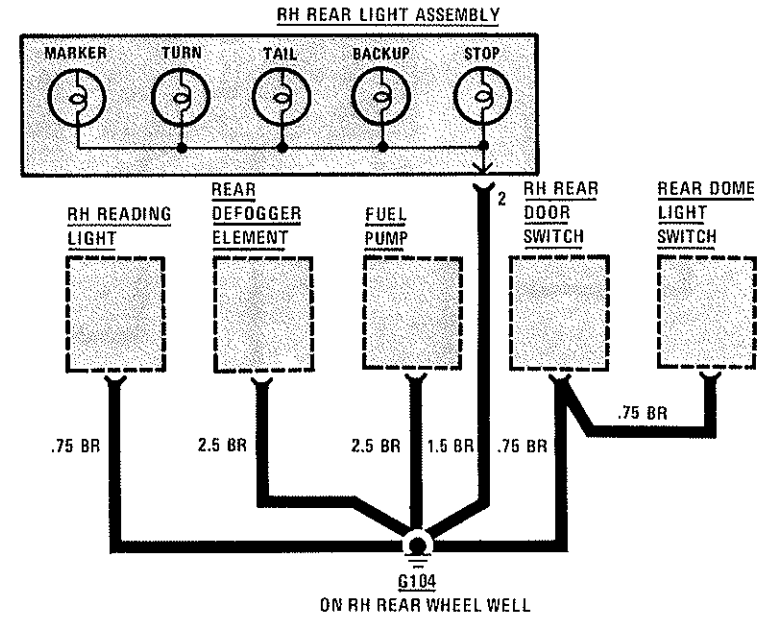 RH REAR LIGHT ASSEMBLY
MARKER TURN TAIL BACKUP STOP
2
RH READING
LIGHT
REAR
DEFOGGER
ELEMENT
FUEL
PUMP
RH REAR
DOOR
SWITCH
REAR DOME
LIGHT
SWITCH
.75 BR
.75 BR 2.5 BR 2.5 BR 1.5 BR .75 BR
G104
ON RH REAR WHEEL WELL